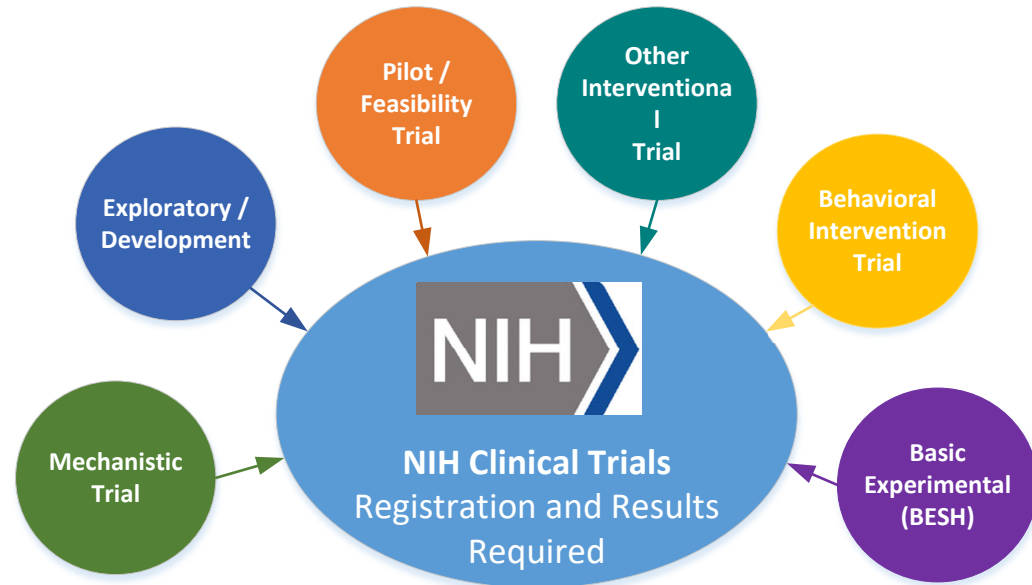 Pilot /
Feasibility
Trial
Other
Interventiona
l
Trial
Exploratory /
Development
Behavioral
Intervention
Trial
Mechanistic
Trial
NIH
NIH Clinical Trials
Registration and Results
Required
Basic
Experimental
(BESH)